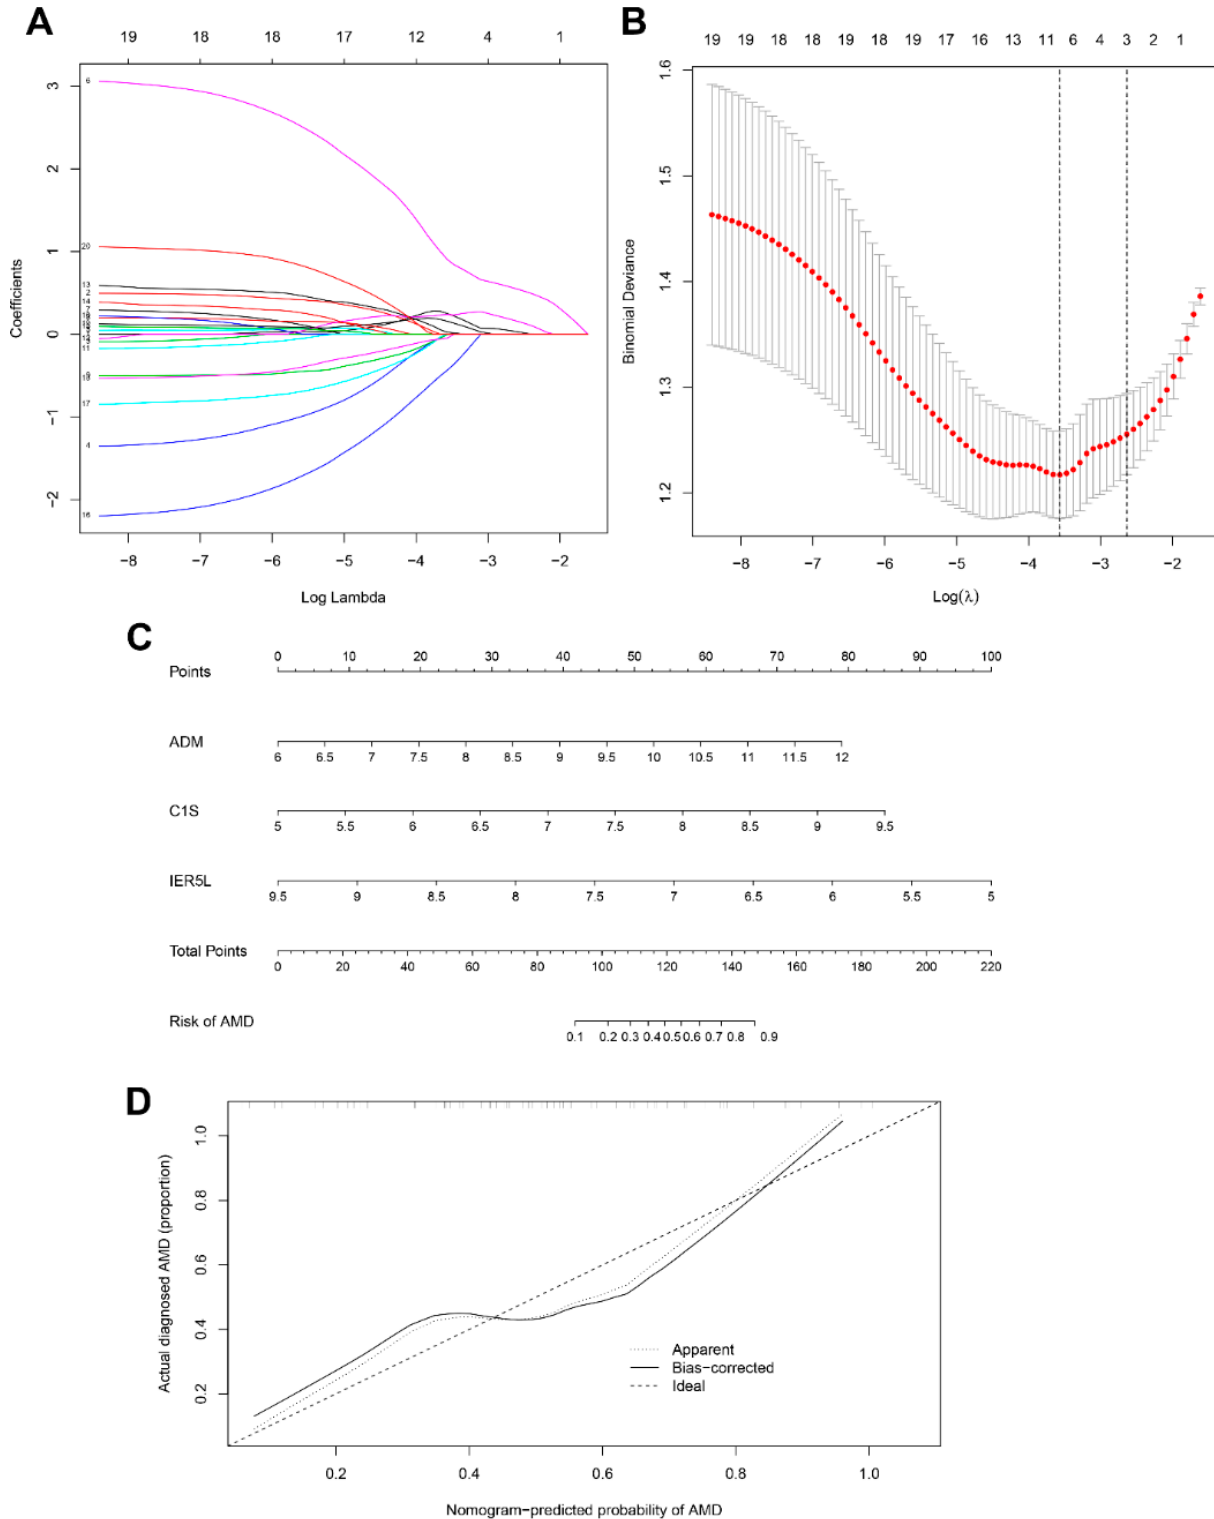 A
19 18 18 17 12 4 1
3
2
1
0
−1
−2
Coefficients
6
20
13
2
14
11
17
4
16
−8 −7 −6 −5 −4 −3 −2
Log Lambda
B
19 19 18 18 19 18 19 17 16 13 11 6 4 3 2 1
1.6
1.5
1.4
1.3
1.2
Binomial Deviance
−8 −7 −6 −5 −4 −3 −2
Log(λ)
C
Points
0 10 20 30 40 50 60 70 80 90 100
ADM
6 6.5 7 7.5 8 8.5 9 9.5 10 10.5 11 11.5 12
C1S
5 5.5 6 6.5 7 7.5 8 8.5 9 9.5
IER5L
9.5 9 8.5 8 7.5 7 6.5 6 5.5 5
Total Points
0 20 40 60 80 100 120 140 160 180 200 220
Risk of AMD
0.1 0.2 0.3 0.4 0.5 0.6 0.7 0.8 0.9
D
Actual diagnosed AMD (proportion)
1.0
0.8
0.6
0.4
0.2
Apparent
Bias−corrected
Ideal
0.2 0.4 0.6 0.8 1.0
Nomogram−predicted probability of AMD